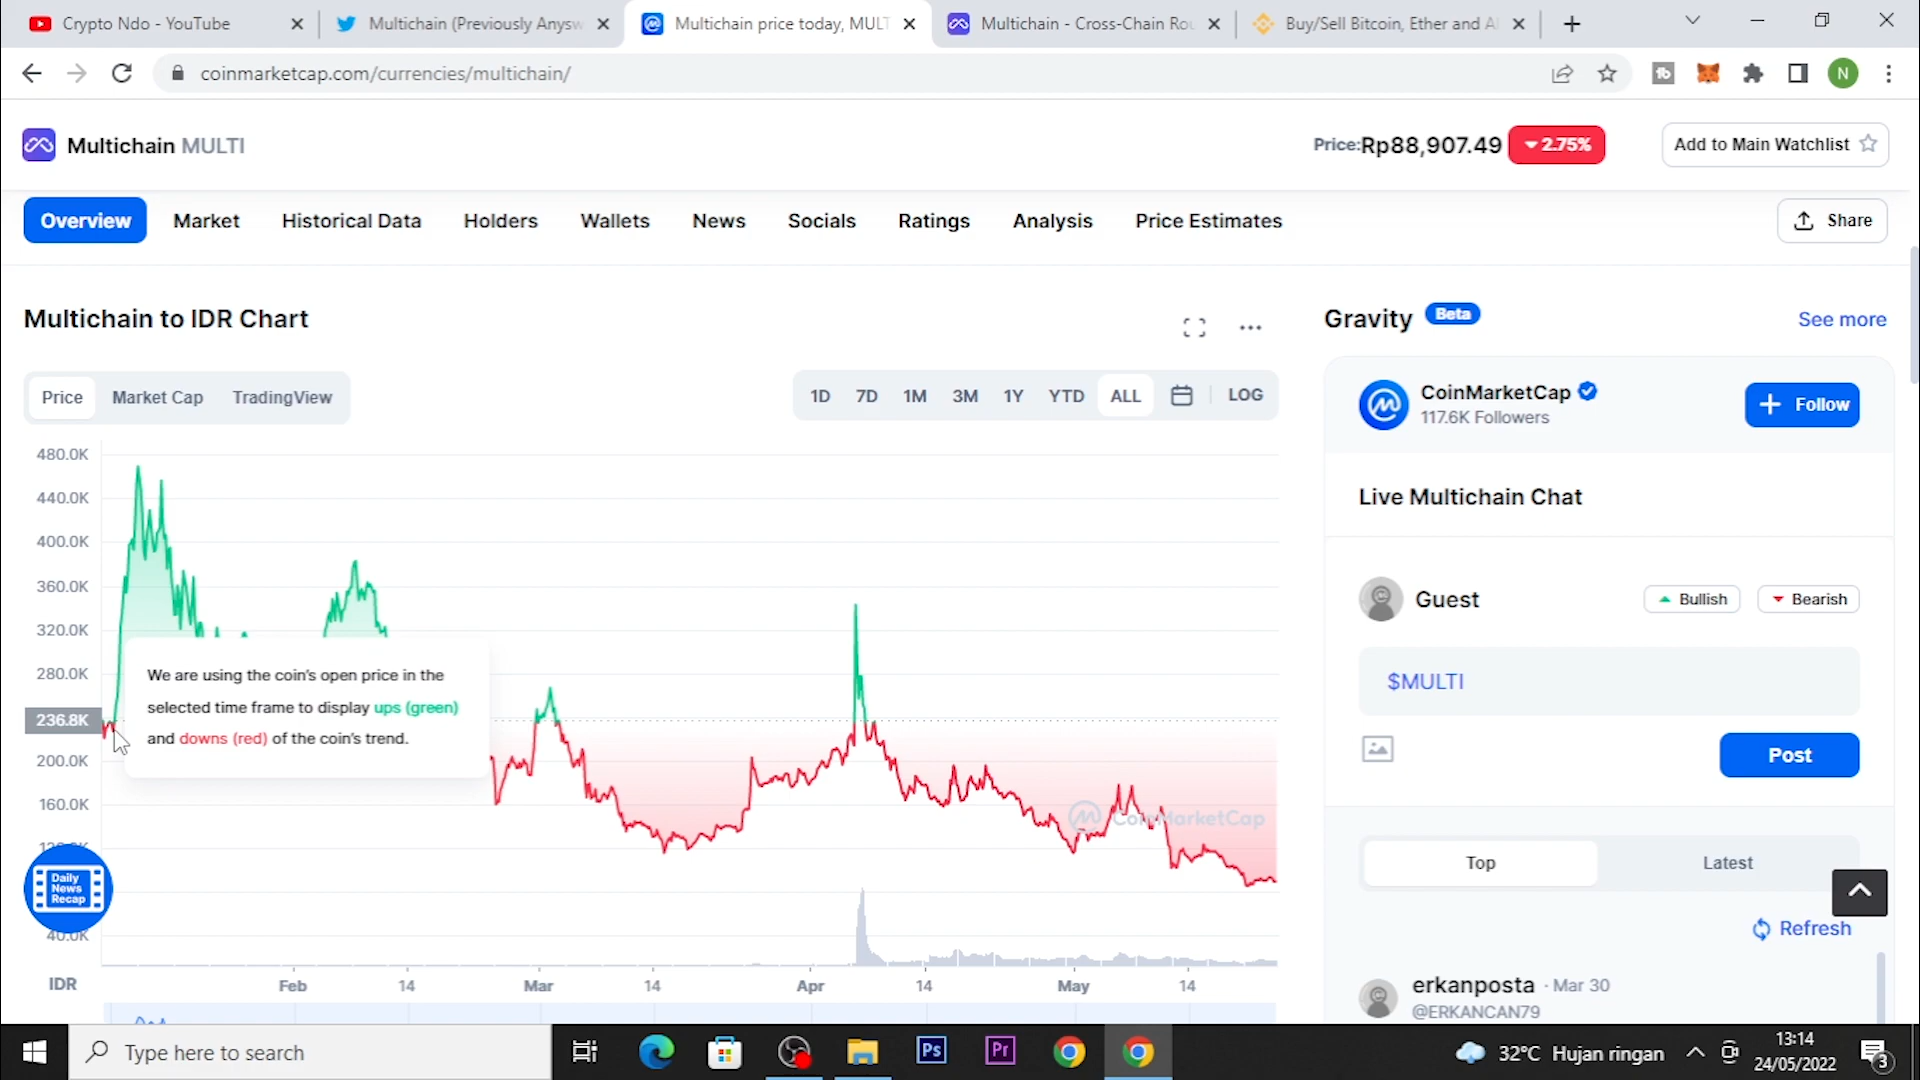 Crypto Ndo - YouTube
Multichain (Previously Anysw
Multichain price today, MULT
Multichain - Cross-Chain Rou
Buy/Sell Bitcoin, Ether and Al
coinmarketcap.com/currencies/multichain/
N
Multichain MULTI
Price:Rp88,907.49
2.75%
Add to Main Watchlist
Overview
Market
Historical Data
Holders
Wallets
News
Socials
Ratings
Analysis
Price Estimates
Share
Multichain to IDR Chart
Price
Market Cap
TradingView
1D
7D
1M
3M
1Y
YTD
ALL
LOG
480.0K
440.0K
400.0K
360.0K
320.0K
280.0K
236.8K
200.0K
160.0K
40.0K
We are using the coin's open price in the
selected time frame to display ups (green)
and downs (red) of the coin's trend.
CoinMarketCap
Daily
News
Recap
IDR
Feb
14
Mar
14
Apr
14
May
14
Gravity
Beta
See more
CoinMarketCap
117.6K Followers
+ Follow
Live Multichain Chat
Guest
Bullish
Bearish
$MULTI
Post
Top
Latest
Refresh
erkanposta · Mar 30
@ERKANCAN79
Type here to search
Ps
Pr
32°C Hujan ringan
13:14
24/05/2022
3